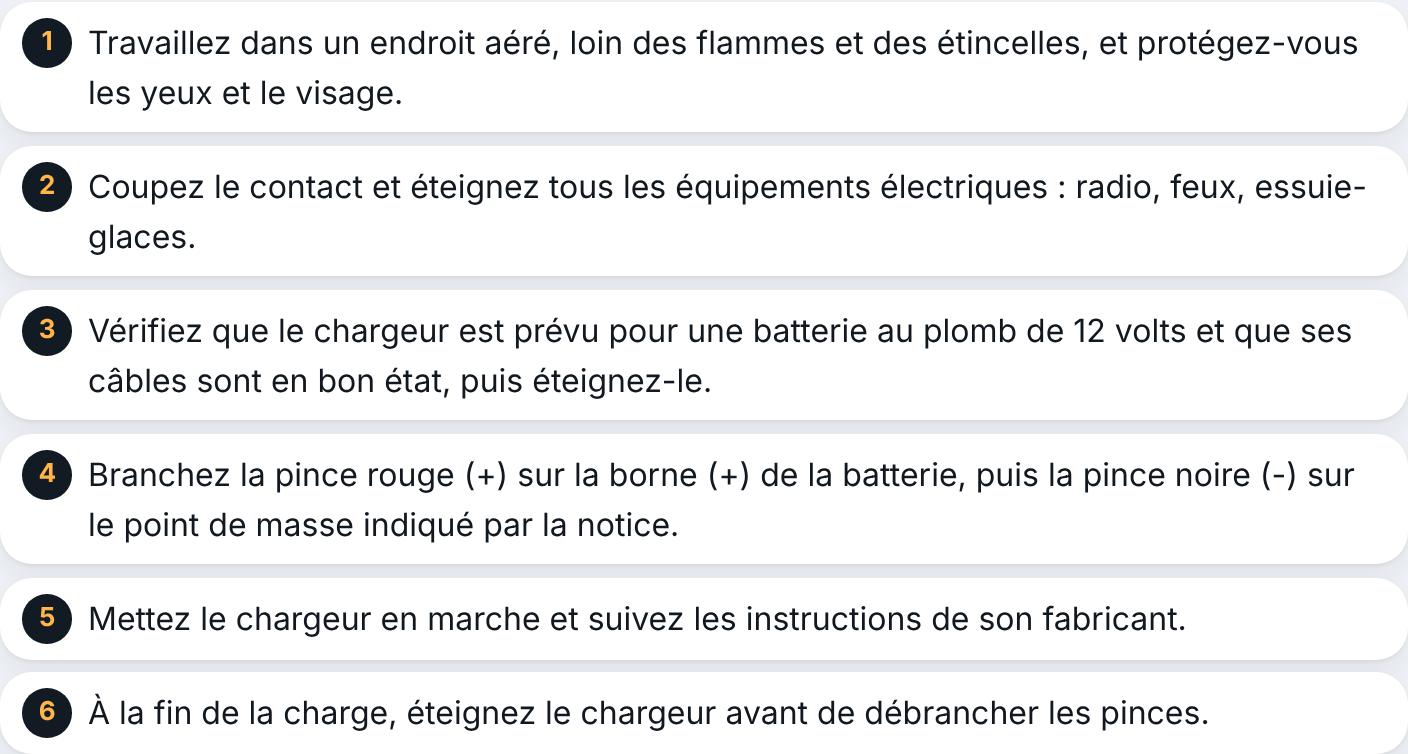 1 Travaillez dans un endroit aéré, loin des flammes et des étincelles, et protégez-vous
les yeux et le visage.
2 Coupez le contact et éteignez tous les équipements électriques : radio, feux, essuie-
glaces.
3 Vérifiez que le chargeur est prévu pour une batterie au plomb de 12 volts et que ses
câbles sont en bon état, puis éteignez-le.
4 Branchez la pince rouge (+) sur la borne (+) de la batterie, puis la pince noire (-) sur
le point de masse indiqué par la notice.
5 Mettez le chargeur en marche et suivez les instructions de son fabricant.
6 À la fin de la charge, éteignez le chargeur avant de débrancher les pinces.